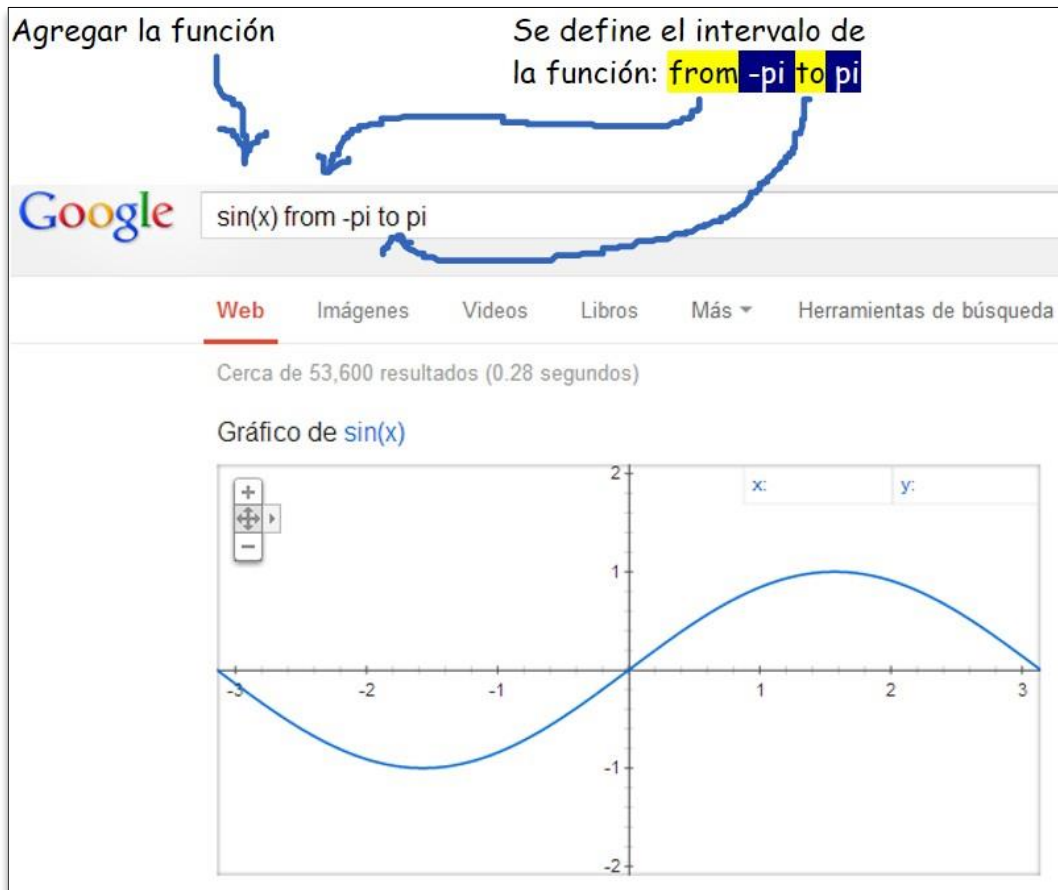 Agregar la función
Se define el intervalo de
la función: from -pi to pi
Google
sin(x) from -pi to pi
Web Imágenes Videos Libros Más Herramientas de búsqueda
Cerca de 53,600 resultados (0.28 segundos)
Gráfico de sin(x)
+
-
x: y:
2
1
-3 -2 -1 1 2 3
-1
-2